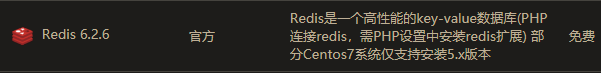 Redis 6.2.6
官方
Redis是一个高性能的key-value数据库(PHP
连接redis，需PHP设置中安装redis扩展) 部
分Centos7系统仅支持安装5.x版本
免费